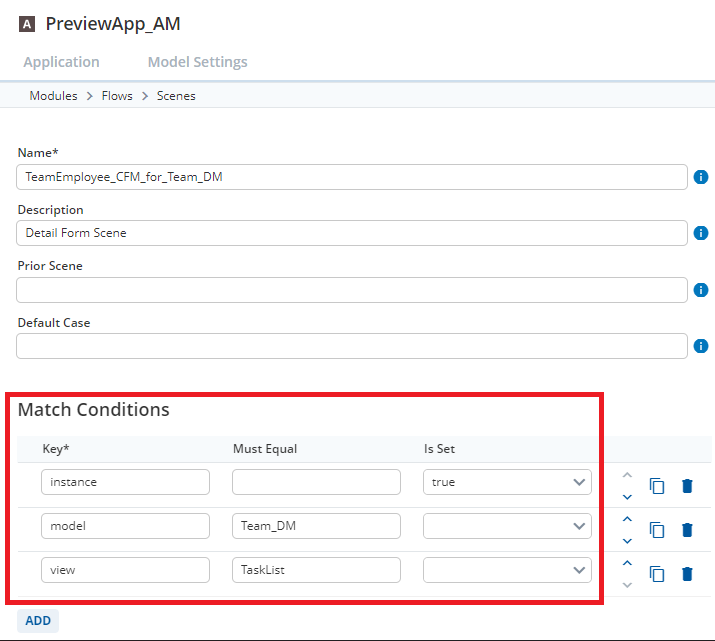 A PreviewApp_AM
Application Model Settings
Modules > Flows > Scenes
Name*
TeamEmployee_CFM_for_Team_DM
Description
Detail Form Scene
Prior Scene
Default Case
Match Conditions
Key* Must Equal Is Set
instance true
model Team_DM
view TaskList
ADD